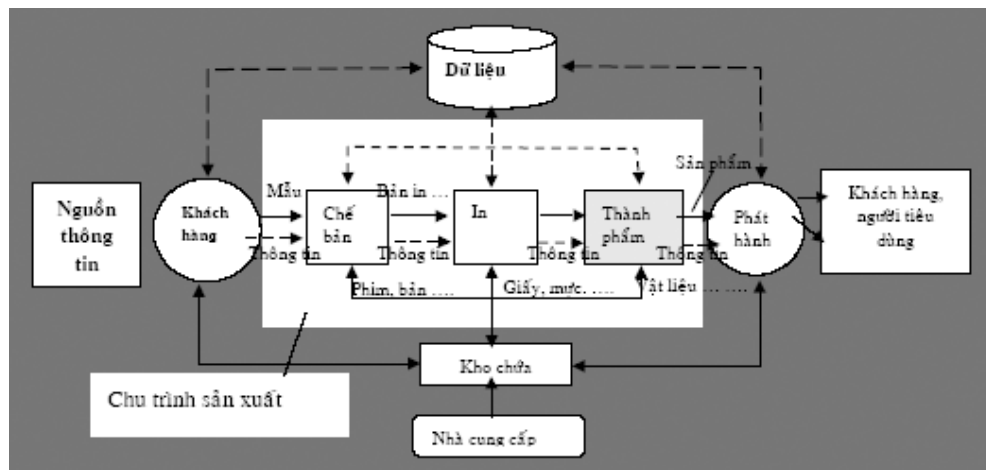 Dữ liệu
Sản phẩm
Nguồn
thông
tin
Khách
hàng
Mẫu
Thông tin
Chế
bản
Bản in …
Thông tin
In
Thông tin
Thành
phẩm
Thông tin
Phát
hành
Khách hàng,
người tiêu
dùng
Phim, bản ….
Giấy, mực. ….
Vật liệu … ….
Kho chứa
Chu trình sản xuất
Nhà cung cấp